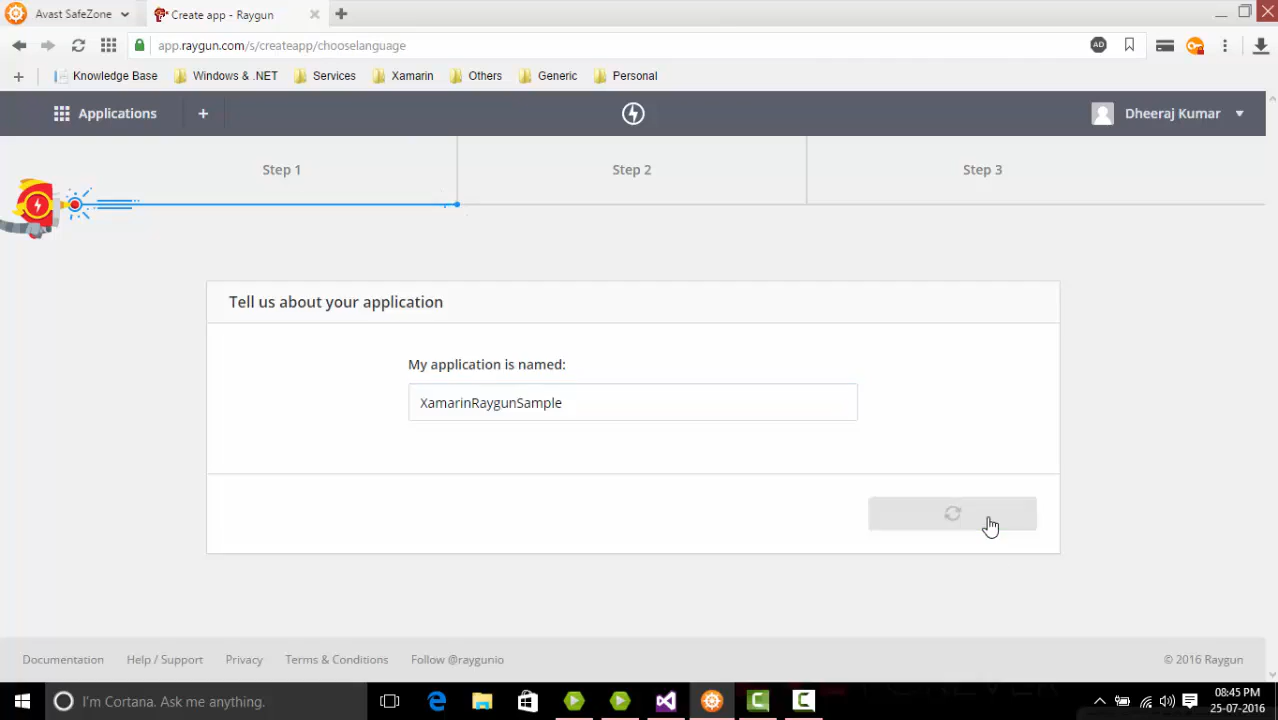 Avast SafeZone
Create app - Raygun
app.raygun.com/s/createapp/chooselanguage
AD
Knowledge Base Windows & .NET Services Xamarin Others Generic Personal
Applications
Dheeraj Kumar
Step 1 Step 2 Step 3
Tell us about your application
My application is named:
XamarinRaygunSample
Documentation Help / Support Privacy Terms & Conditions Follow @raygunio © 2016 Raygun
I'm Cortana. Ask me anything.
08:45 PM
25-07-2016